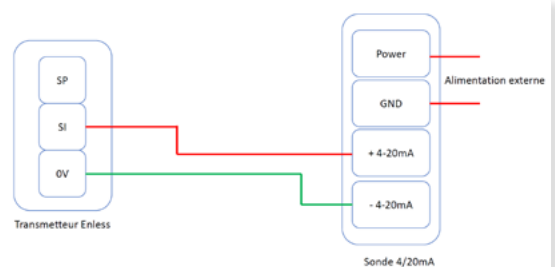 SP
SI
0V
Transmetteur Enless
Power
GND
+ 4-20mA
- 4-20mA
Alimentation externe
Sonde 4/20mA